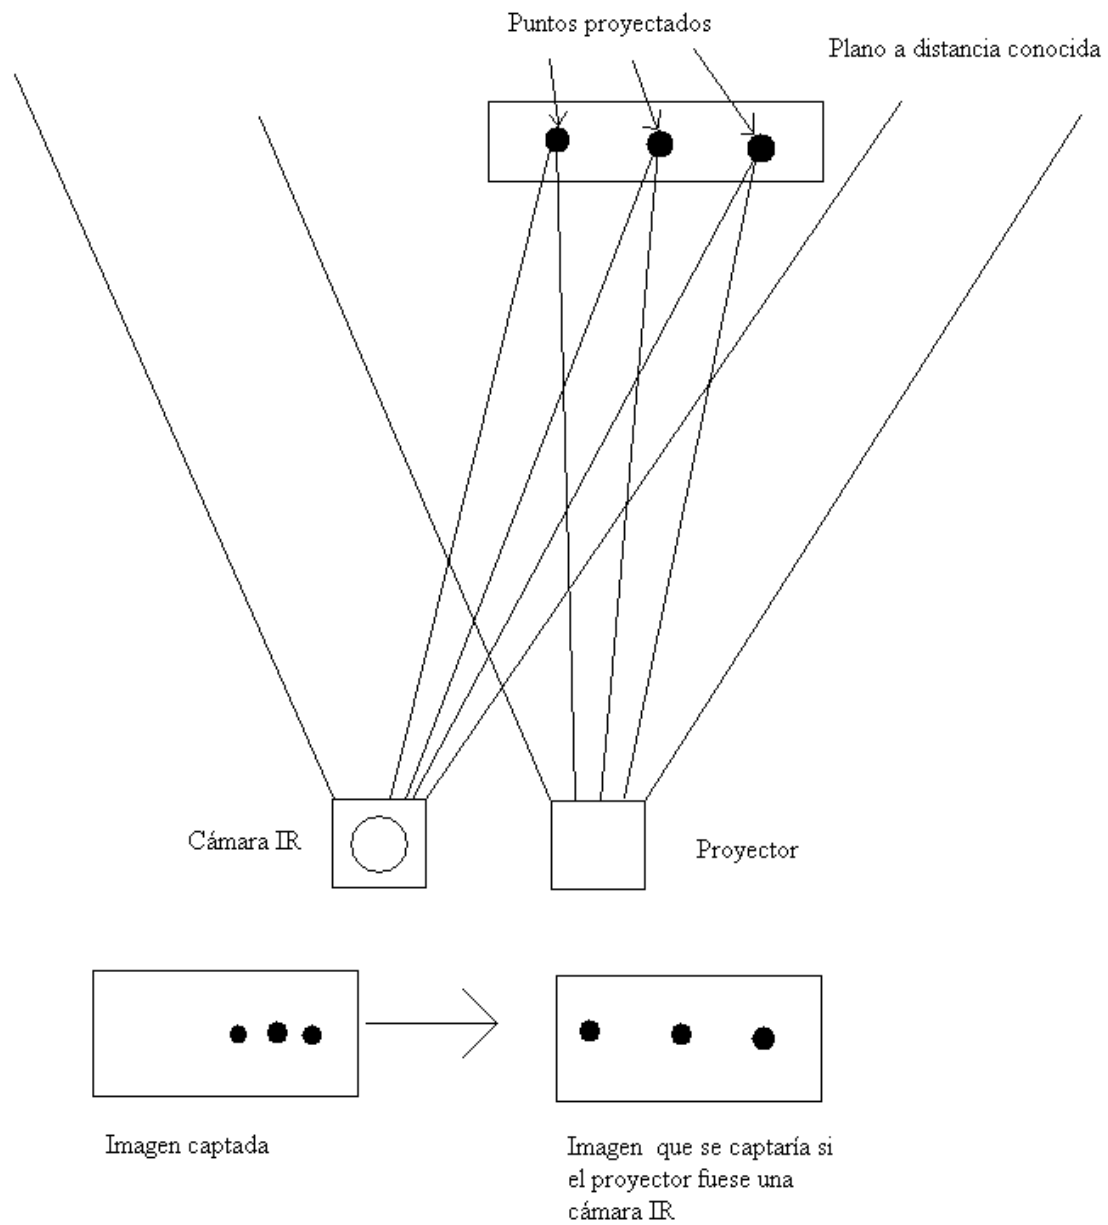 Puntos proyectados
Plano a distancia conocida
Cámara IR
Proyector
Imagen captada
Imagen que se captaría si
el proyector fuese una
cámara IR